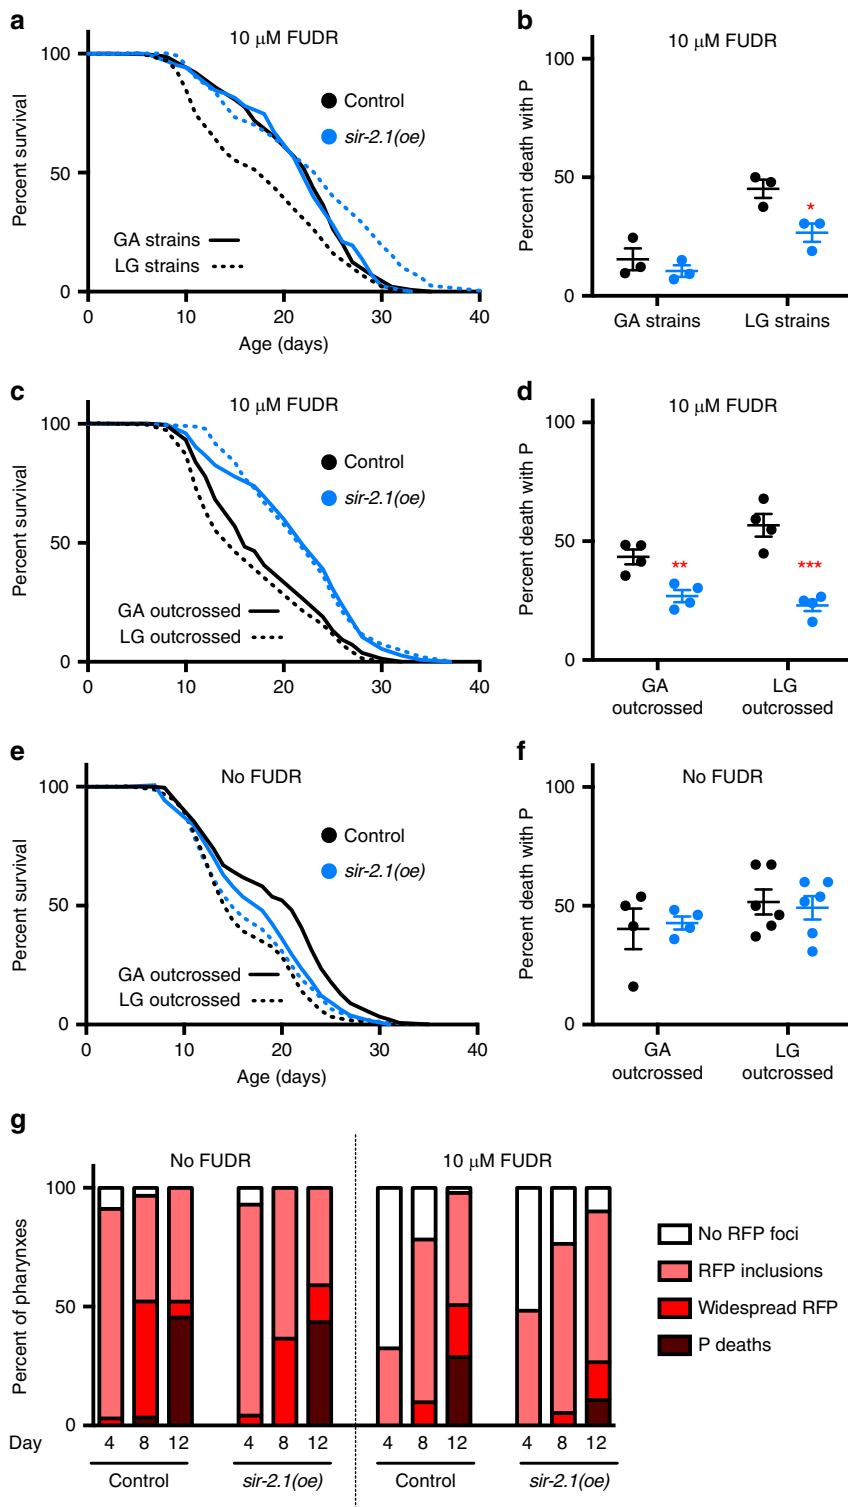 a
10 μM FUDR
100
50
0
Percent survival
Control
sir-2.1(oe)
GA strains
LG strains
0 10 20 30 40
Age (days)
b
10 μM FUDR
100
50
0
Percent death with P
*
GA strains LG strains
c
10 μM FUDR
100
50
0
Percent survival
Control
sir-2.1(oe)
GA outcrossed
LG outcrossed
0 10 20 30 40
d
10 μM FUDR
100
50
0
Percent death with P
** ***
GA LG
outcrossed outcrossed
e
No FUDR
100
50
0
Percent survival
Control
sir-2.1(oe)
GA outcrossed
LG outcrossed
0 10 20 30 40
Age (days)
f
No FUDR
100
50
0
Percent death with P
GA LG
outcrossed outcrossed
g
No FUDR 10 μM FUDR
100
50
0
Percent of pharynxes
No RFP foci
RFP inclusions
Widespread RFP
P deaths
Day 4 8 12 4 8 12 4 8 12 4 8 12
Control sir-2.1(oe) Control sir-2.1(oe)